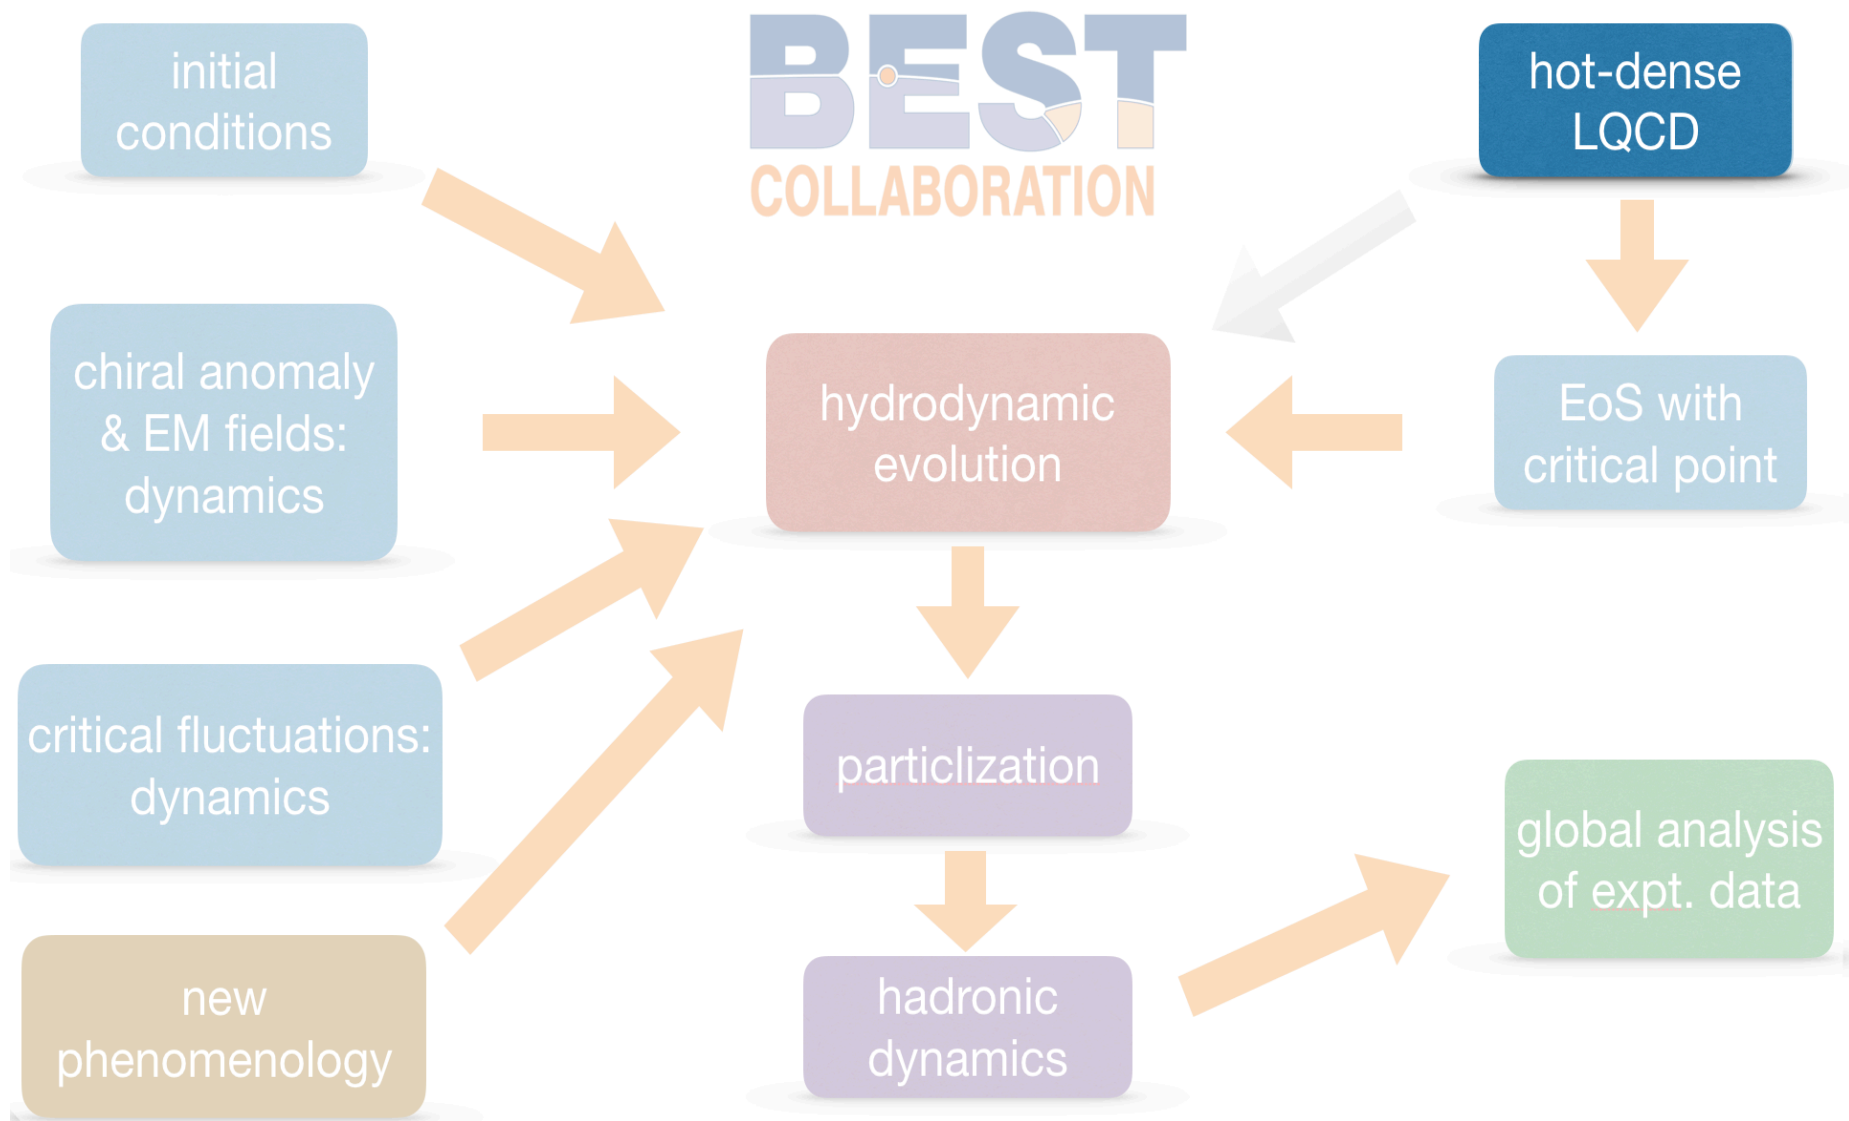 BEST
COLLABORATION
initial
conditions
hot-dense
LQCD
chiral anomaly
& EM fields:
dynamics
hydrodynamic
evolution
EoS with
critical point
critical fluctuations:
dynamics
particlization
global analysis
of expt. data
new
phenomenology
hadronic
dynamics